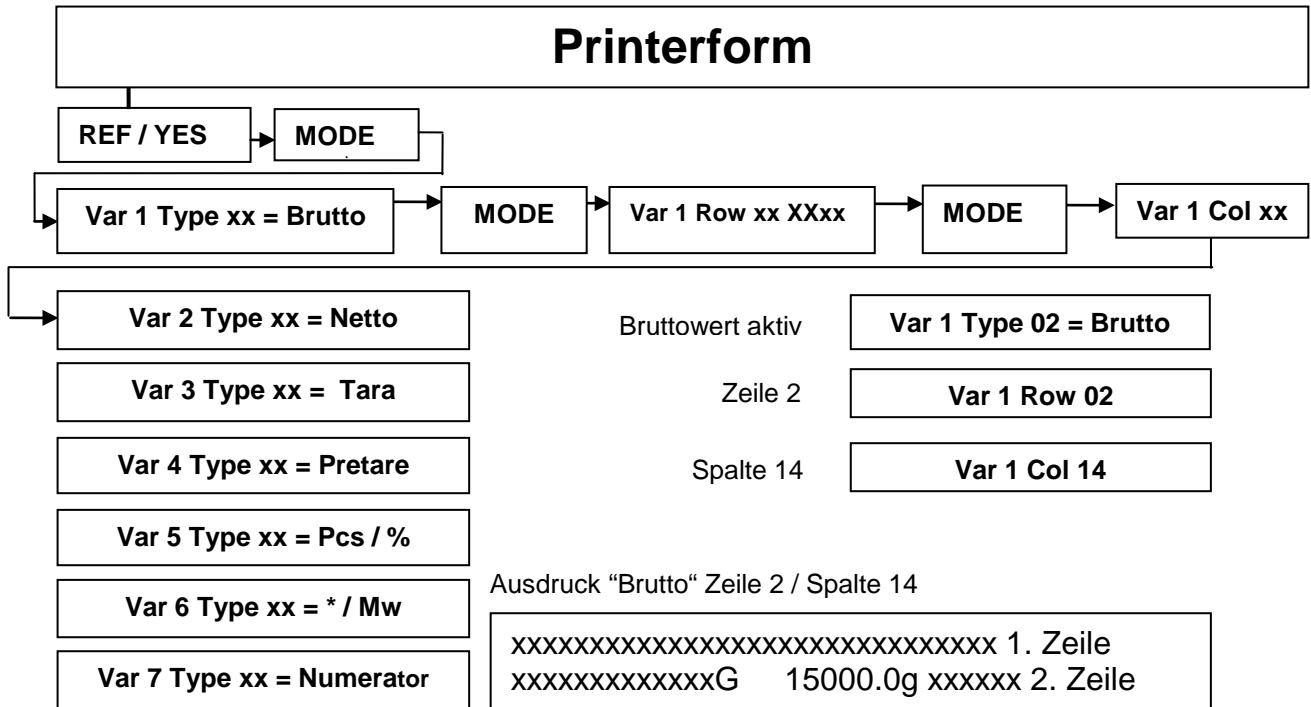 Printerform
REF / YES
MODE
Var 1 Type xx = Brutto
MODE
Var 1 Row xx XXxx
MODE
Var 1 Col xx
Var 2 Type xx = Netto
Bruttowert aktiv
Var 1 Type 02 = Brutto
Var 3 Type xx = Tara
Zeile 2
Var 1 Row 02
Var 4 Type xx = Pretare
Spalte 14
Var 1 Col 14
Var 5 Type xx = Pcs / %
Ausdruck “Brutto“ Zeile 2 / Spalte 14
Var 6 Type xx = * / Mw
xxxxxxxxxxxxxxxxxxxxxxxxxxxxxxx 1. Zeile
Var 7 Type xx = Numerator
xxxxxxxxxxxxxG 15000.0g xxxxxx 2. Zeile